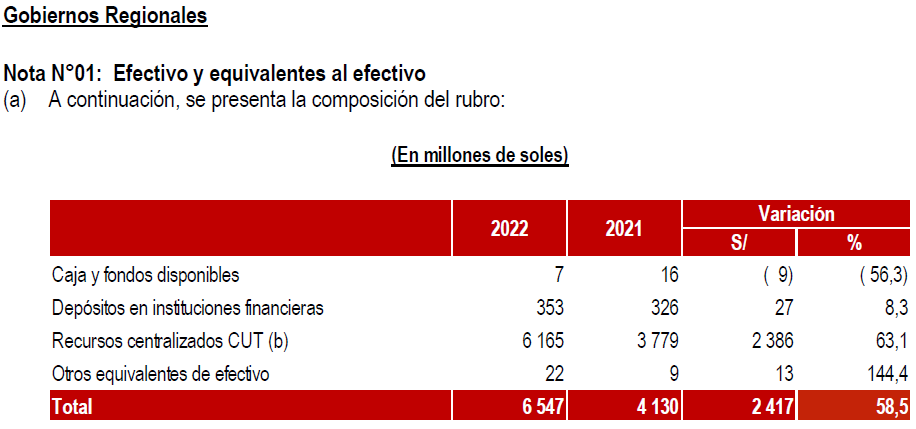 Gobiernos Regionales
Nota N°01: Efectivo y equivalentes al efectivo
(a) A continuación, se presenta la composición del rubro:
(En millones de soles)
2022 2021 Variación
S/ %
Caja y fondos disponibles 7 16 ( 9) ( 56,3)
Depósitos en instituciones financieras 353 326 27 8,3
Recursos centralizados CUT (b) 6 165 3 779 2 386 63,1
Otros equivalentes de efectivo 22 9 13 144,4
Total 6 547 4 130 2 417 58,5